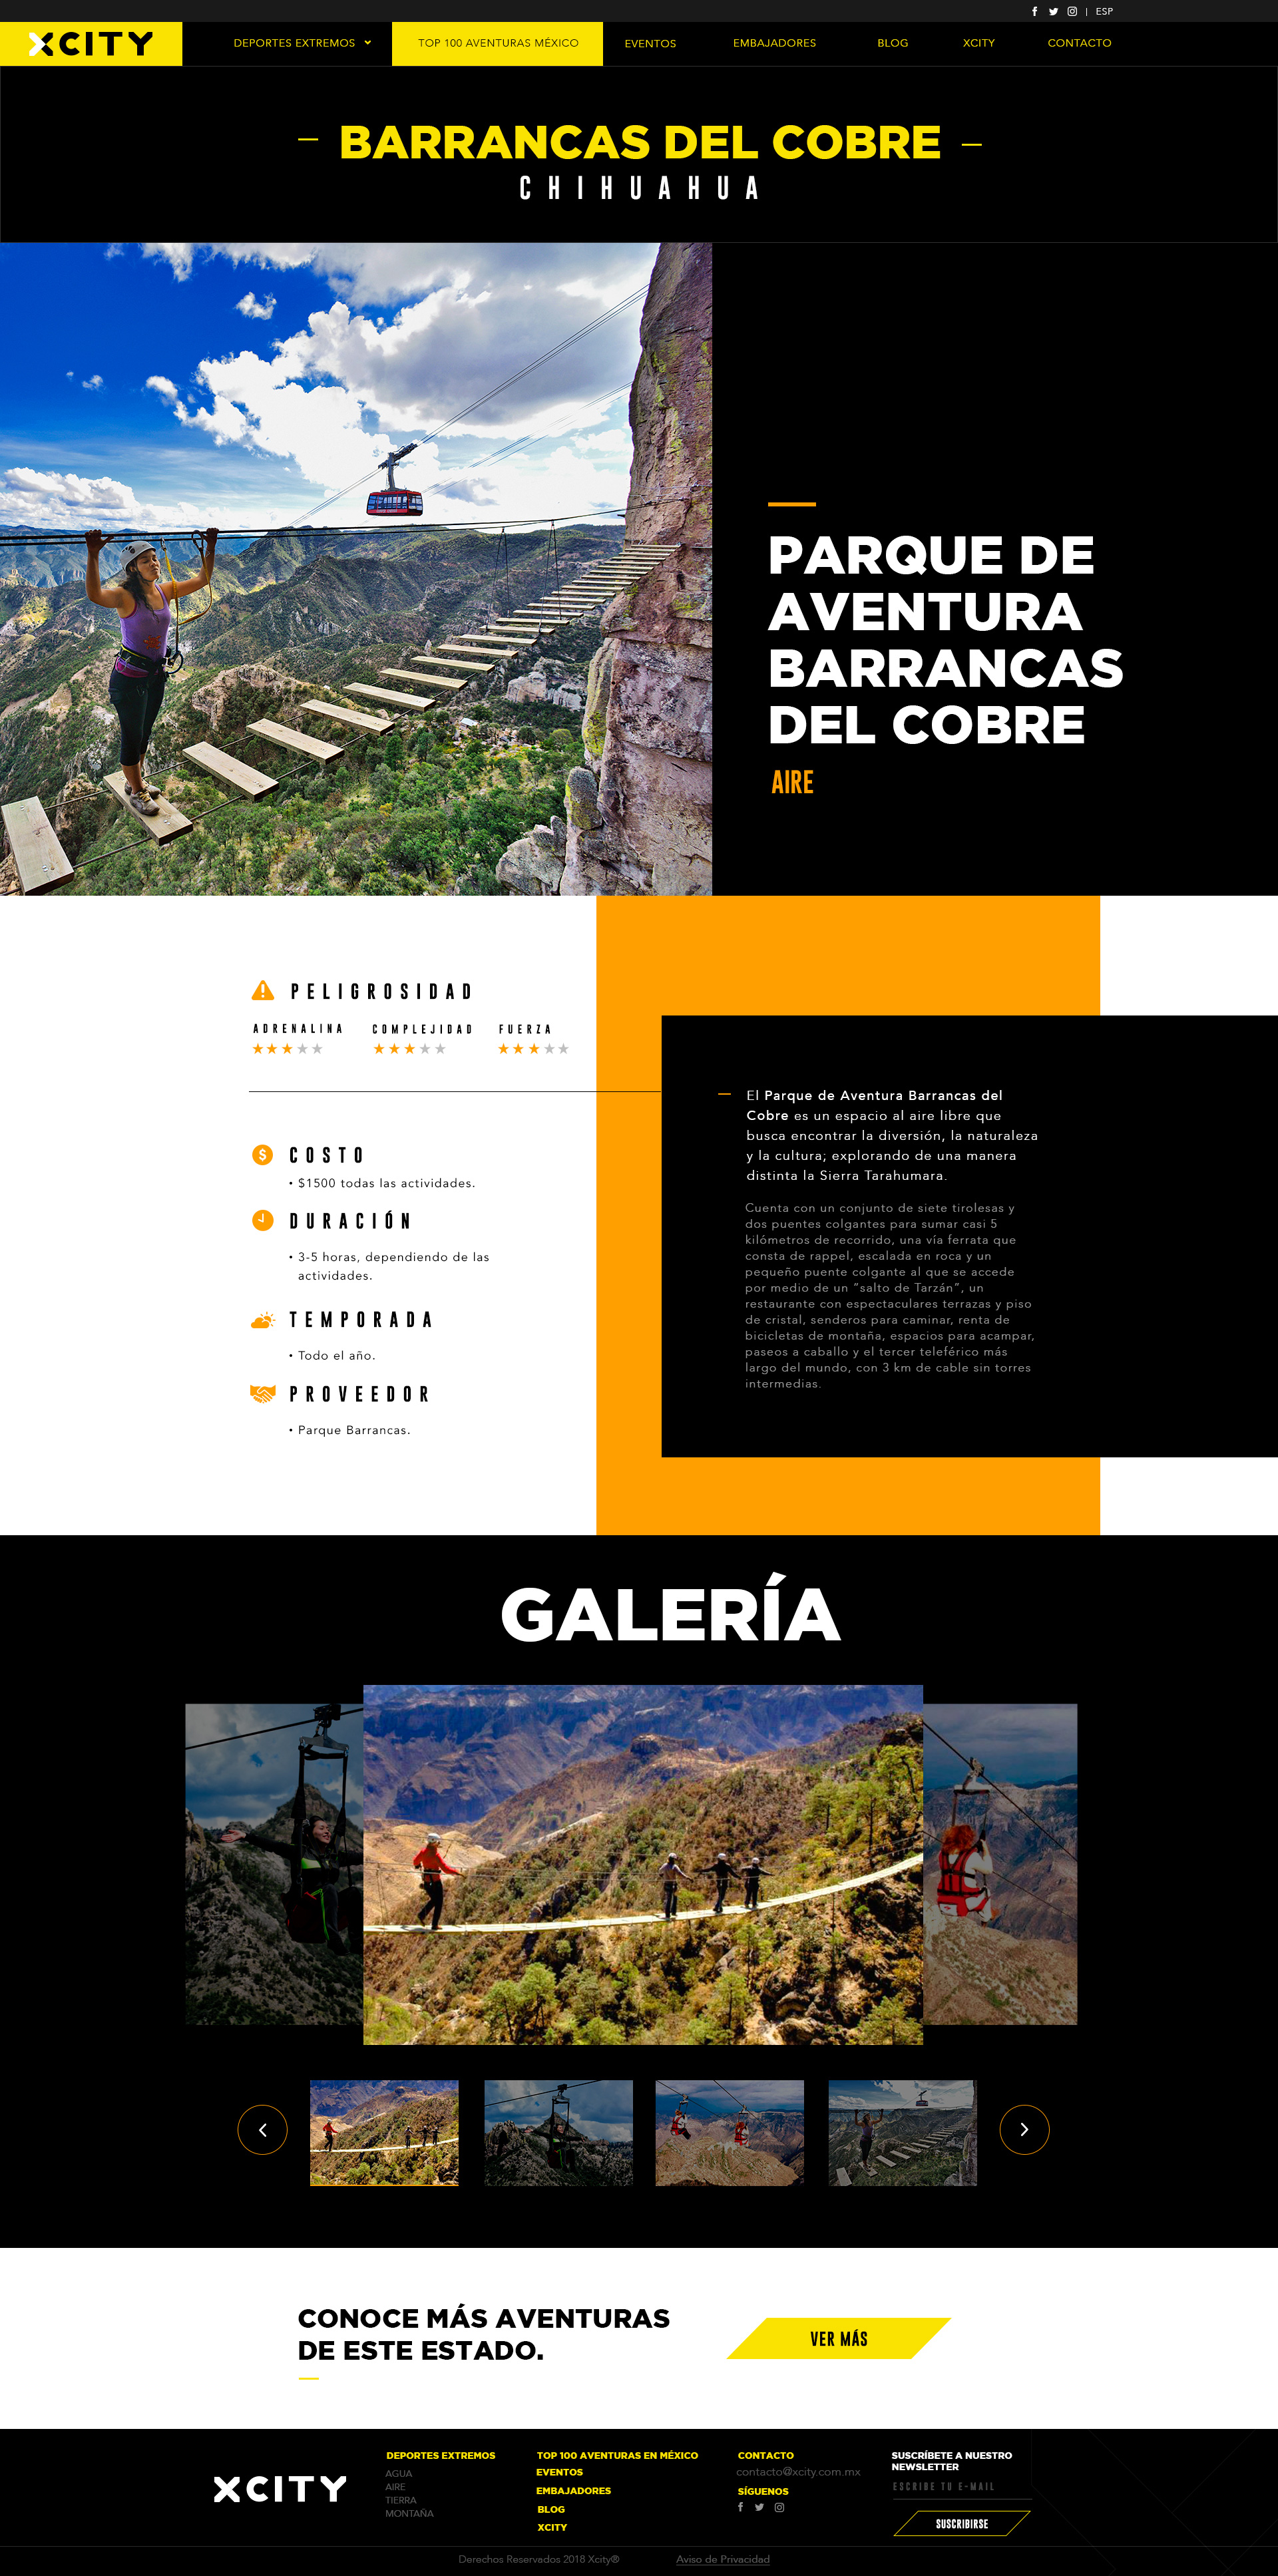 ESP
XCITY
DEPORTES EXTREMOS
TOP 100 AVENTURAS MÉXICO
EVENTOS
EMBAJADORES
BLOG
XCITY
CONTACTO
BARRANCAS DEL COBRE
CHIHUAHUA
PARQUE DE
AVENTURA
BARRANCAS
DEL COBRE
AIRE
PELIGROSIDAD
ADRENALINA
COMPLEJIDAD
FUERZA
COSTO
• $1500 todas las actividades.
DURACIÓN
• 3-5 horas, dependiendo de las
actividades.
TEMPORADA
• Todo el año.
PROVEEDOR
• Parque Barrancas.
El Parque de Aventura Barrancas del
Cobre es un espacio al aire libre que
busca encontrar la diversión, la naturaleza
y la cultura; explorando de una manera
distinta la Sierra Tarahumara.
Cuenta con un conjunto de siete tirolesas y
dos puentes colgantes para sumar casi 5
kilómetros de recorrido, una vía ferrata que
consta de rappel, escalada en roca y un
pequeño puente colgante al que se accede
por medio de un “salto de Tarzán”, un
restaurante con espectaculares terrazas y piso
de cristal, senderos para caminar, renta de
bicicletas de montaña, espacios para acampar,
paseos a caballo y el tercer teleférico más
largo del mundo, con 3 km de cable sin torres
intermedias.
GALERÍA
CONOCE MÁS AVENTURAS
DE ESTE ESTADO.
VER MÁS
XCITY
DEPORTES EXTREMOS
AGUA
AIRE
TIERRA
MONTAÑA
TOP 100 AVENTURAS EN MÉXICO
EVENTOS
EMBAJADORES
BLOG
XCITY
CONTACTO
contacto@xcity.com.mx
SÍGUENOS
SUSCRÍBETE A NUESTRO
NEWSLETTER
ESCRIBE TU E-MAIL
SUSCRIBIRSE
Derechos Reservados 2018 Xcity®
Aviso de Privacidad